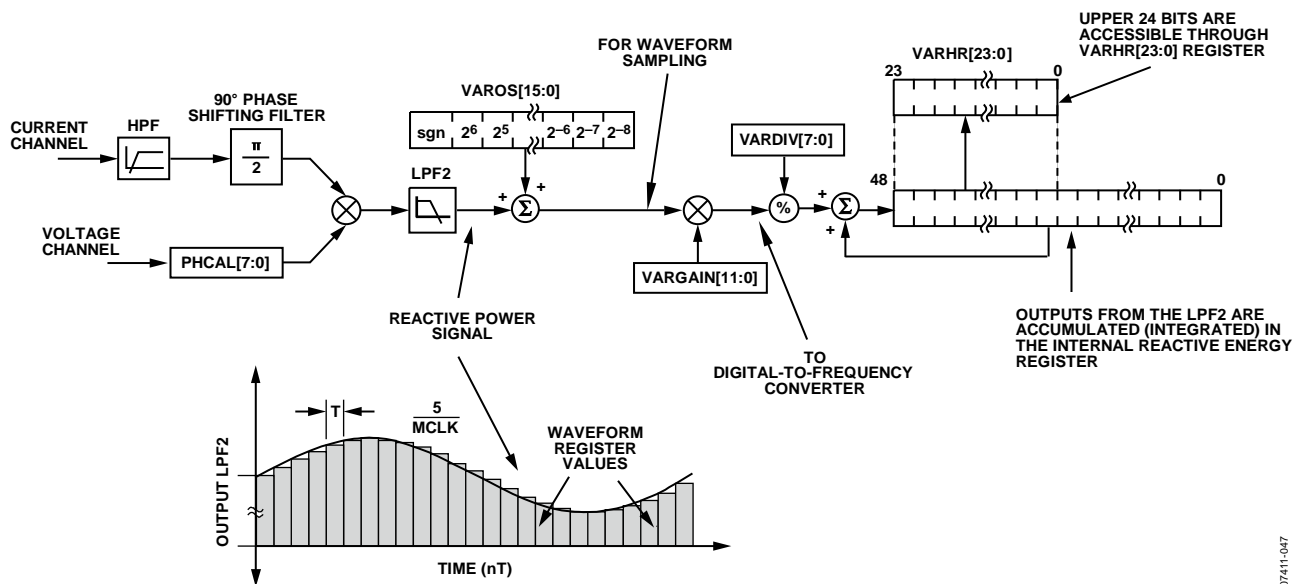 UPPER 24 BITS ARE
ACCESSIBLE THROUGH
VARHR[23:0] REGISTER
FOR WAVEFORM
SAMPLING
VARHR[23:0]
23
0
VAROS[15:0]
sgn 2⁶ 2⁵ 2⁻⁶ 2⁻⁷ 2⁻⁸
90° PHASE
SHIFTING FILTER
HPF
CURRENT
CHANNEL
π
2
VARDIV[7:0]
LPF2
+
+
Σ
%
+
+
Σ
48
0
VOLTAGE
CHANNEL
PHCAL[7:0]
VARGAIN[11:0]
REACTIVE POWER
SIGNAL
TO
DIGITAL-TO-FREQUENCY
CONVERTER
OUTPUTS FROM THE LPF2 ARE
ACCUMULATED (INTEGRATED) IN
THE INTERNAL REACTIVE ENERGY
REGISTER
T
5
MCLK
WAVEFORM
REGISTER
VALUES
OUTPUT LPF2
TIME (nT)
07411-047